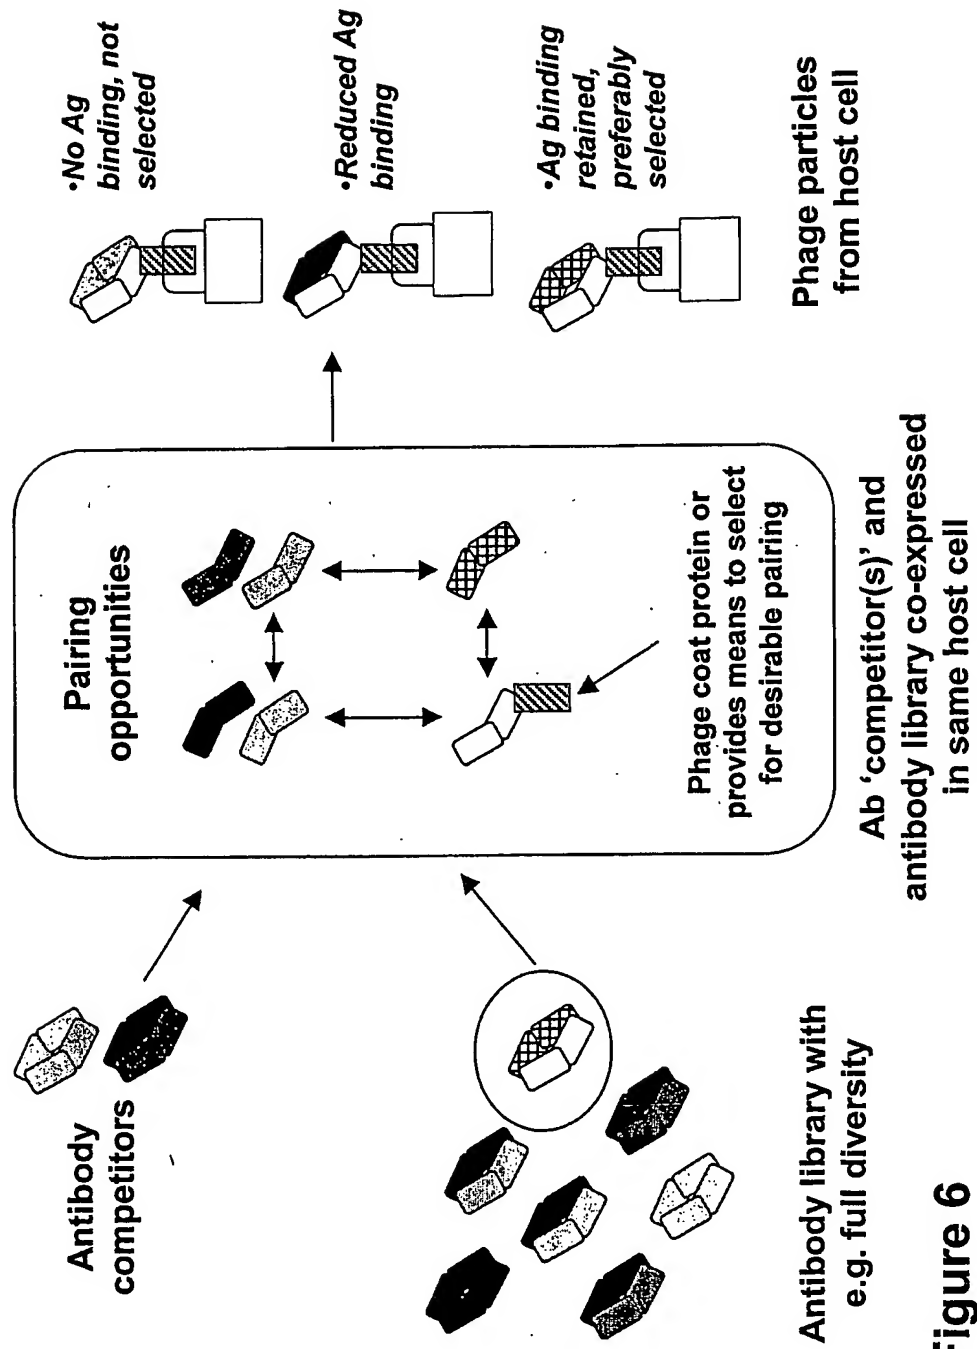 Antibody
competitors
Antibody library with
e.g. full diversity
Pairing
opportunities
Phage coat protein or
provides means to select
for desirable pairing
Ab ‘competitor(s)’ and
antibody library co-expressed
in same host cell
•No Ag
binding, not
selected
•Reduced Ag
binding
•Ag binding
retained,
preferably
selected
Phage particles
from host cell
Figure 6